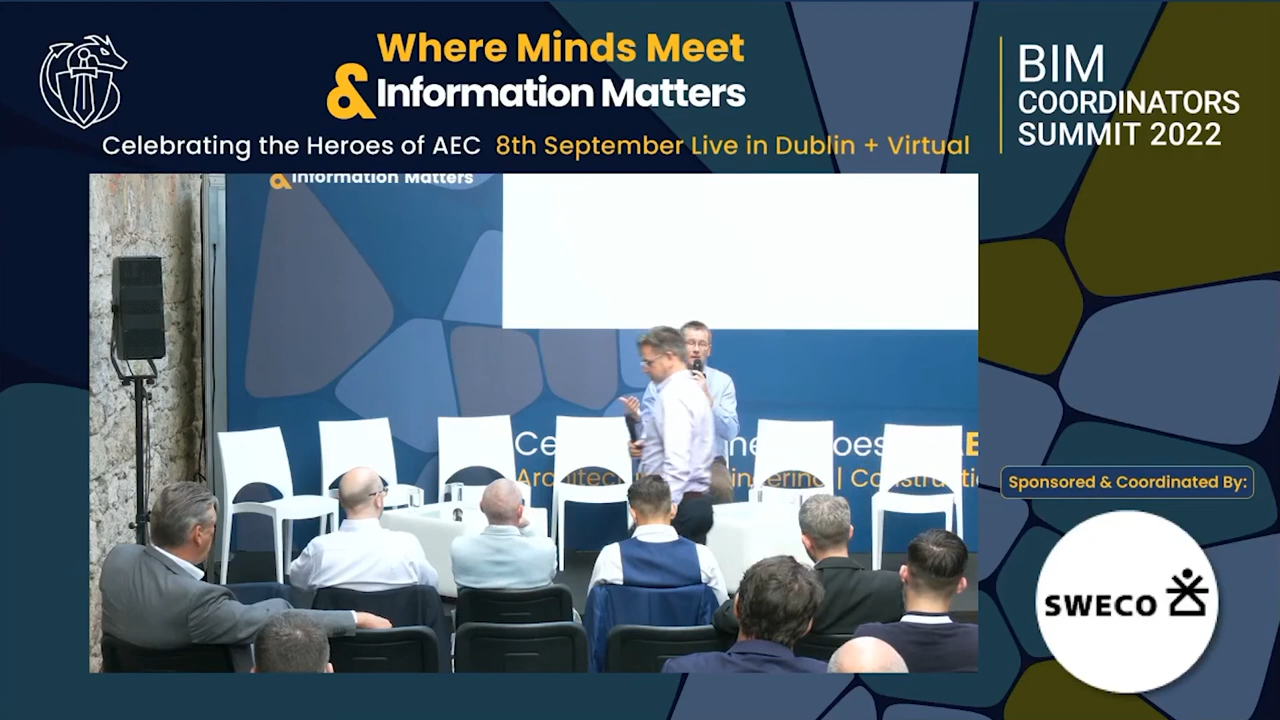 Where Minds Meet
& Information Matters
Celebrating the Heroes of AEC 8th September Live in Dublin + Virtual
BIM
COORDINATORS
SUMMIT 2022
& Information Matters
Sponsored & Coordinated By:
SWECO